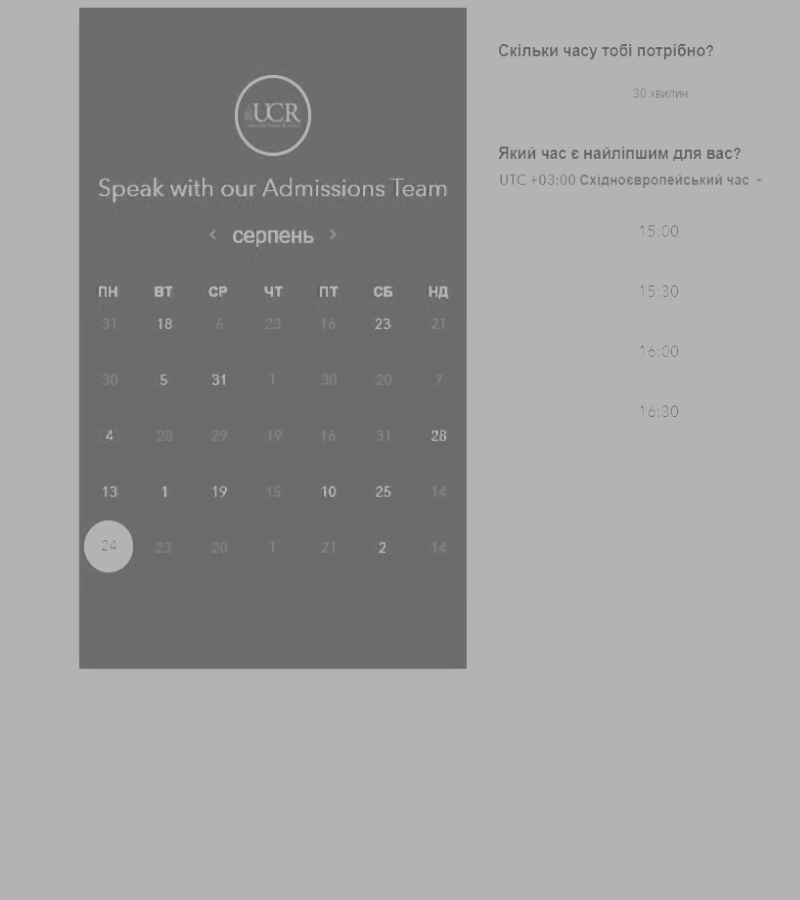 UCR
Speak with our Admissions Team
серпень
ПН ВТ СР ЧТ ПТ СБ НД
31 18 6 23 16 23 21
30 5 31 1 30 20 7
4 28 29 19 16 31 28
13 1 19 15 10 25 14
24 23 20 1 21 2 14
Скільки часу тобі потрібно?
30 хвилин
Який час є найліпшим для вас?
UTC +03:00 Східноєвропейський час
15:00
15:30
16:00
16:30